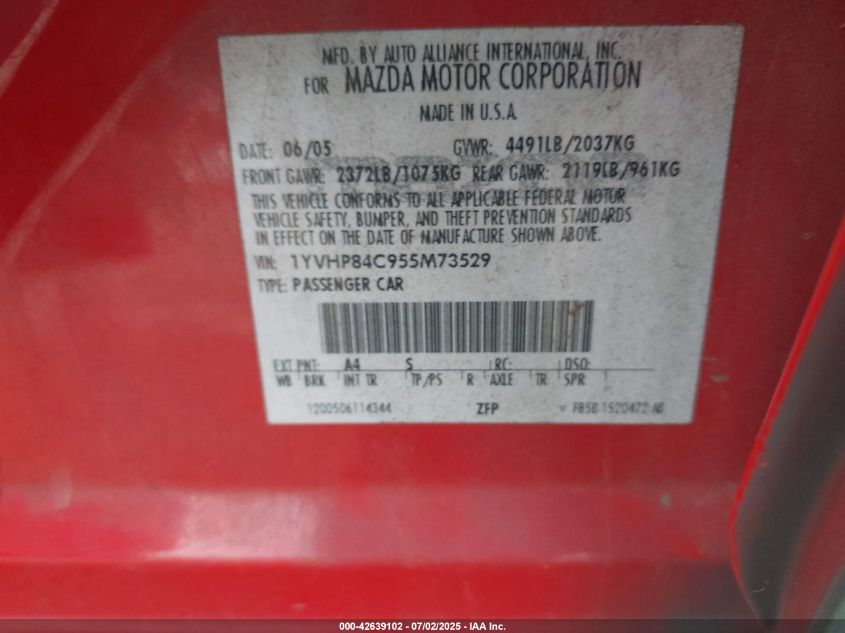 MFD. BY AUTO ALLIANCE INTERNATIONAL, INC.
FOR MAZDA MOTOR CORPORATION
MADE IN U.S.A
DATE: 06/05 GVWR: 4491LB/2037KG
FRONT GAWR: 2372LB/1075KG REAR GAWR: 2119LB/961KG
THIS VEHICLE CONFORMS TO ALL APPLICABLE FEDERAL MOTOR
VEHICLE SAFETY, BUMPER, AND THEFT PREVENTION STANDARDS
IN EFFECT ON THE DATE OF MANUFACTURE SHOWN ABOVE.
VIN: 1YVHP84C955M73529
TYPE: PASSENGER CAR
EXT PNT: A4 S RC: DSO:
WB BRK INT TR TP/PS R AXLE TR SPR
1200506114344 ZFP F85B-1520472-AB
000-42639102 - 07/02/2025 - IAA Inc.